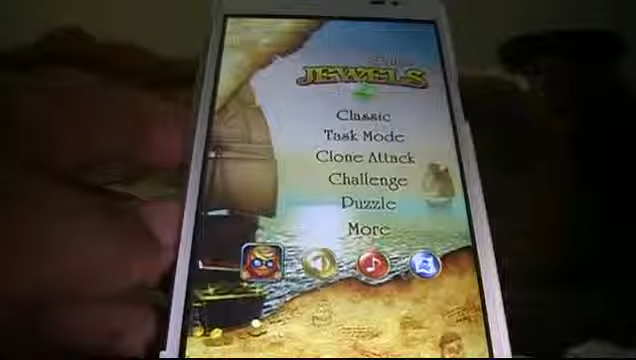 JEWELS
Classic
Task Mode
Clone Attack
Challenge
Puzzle
More